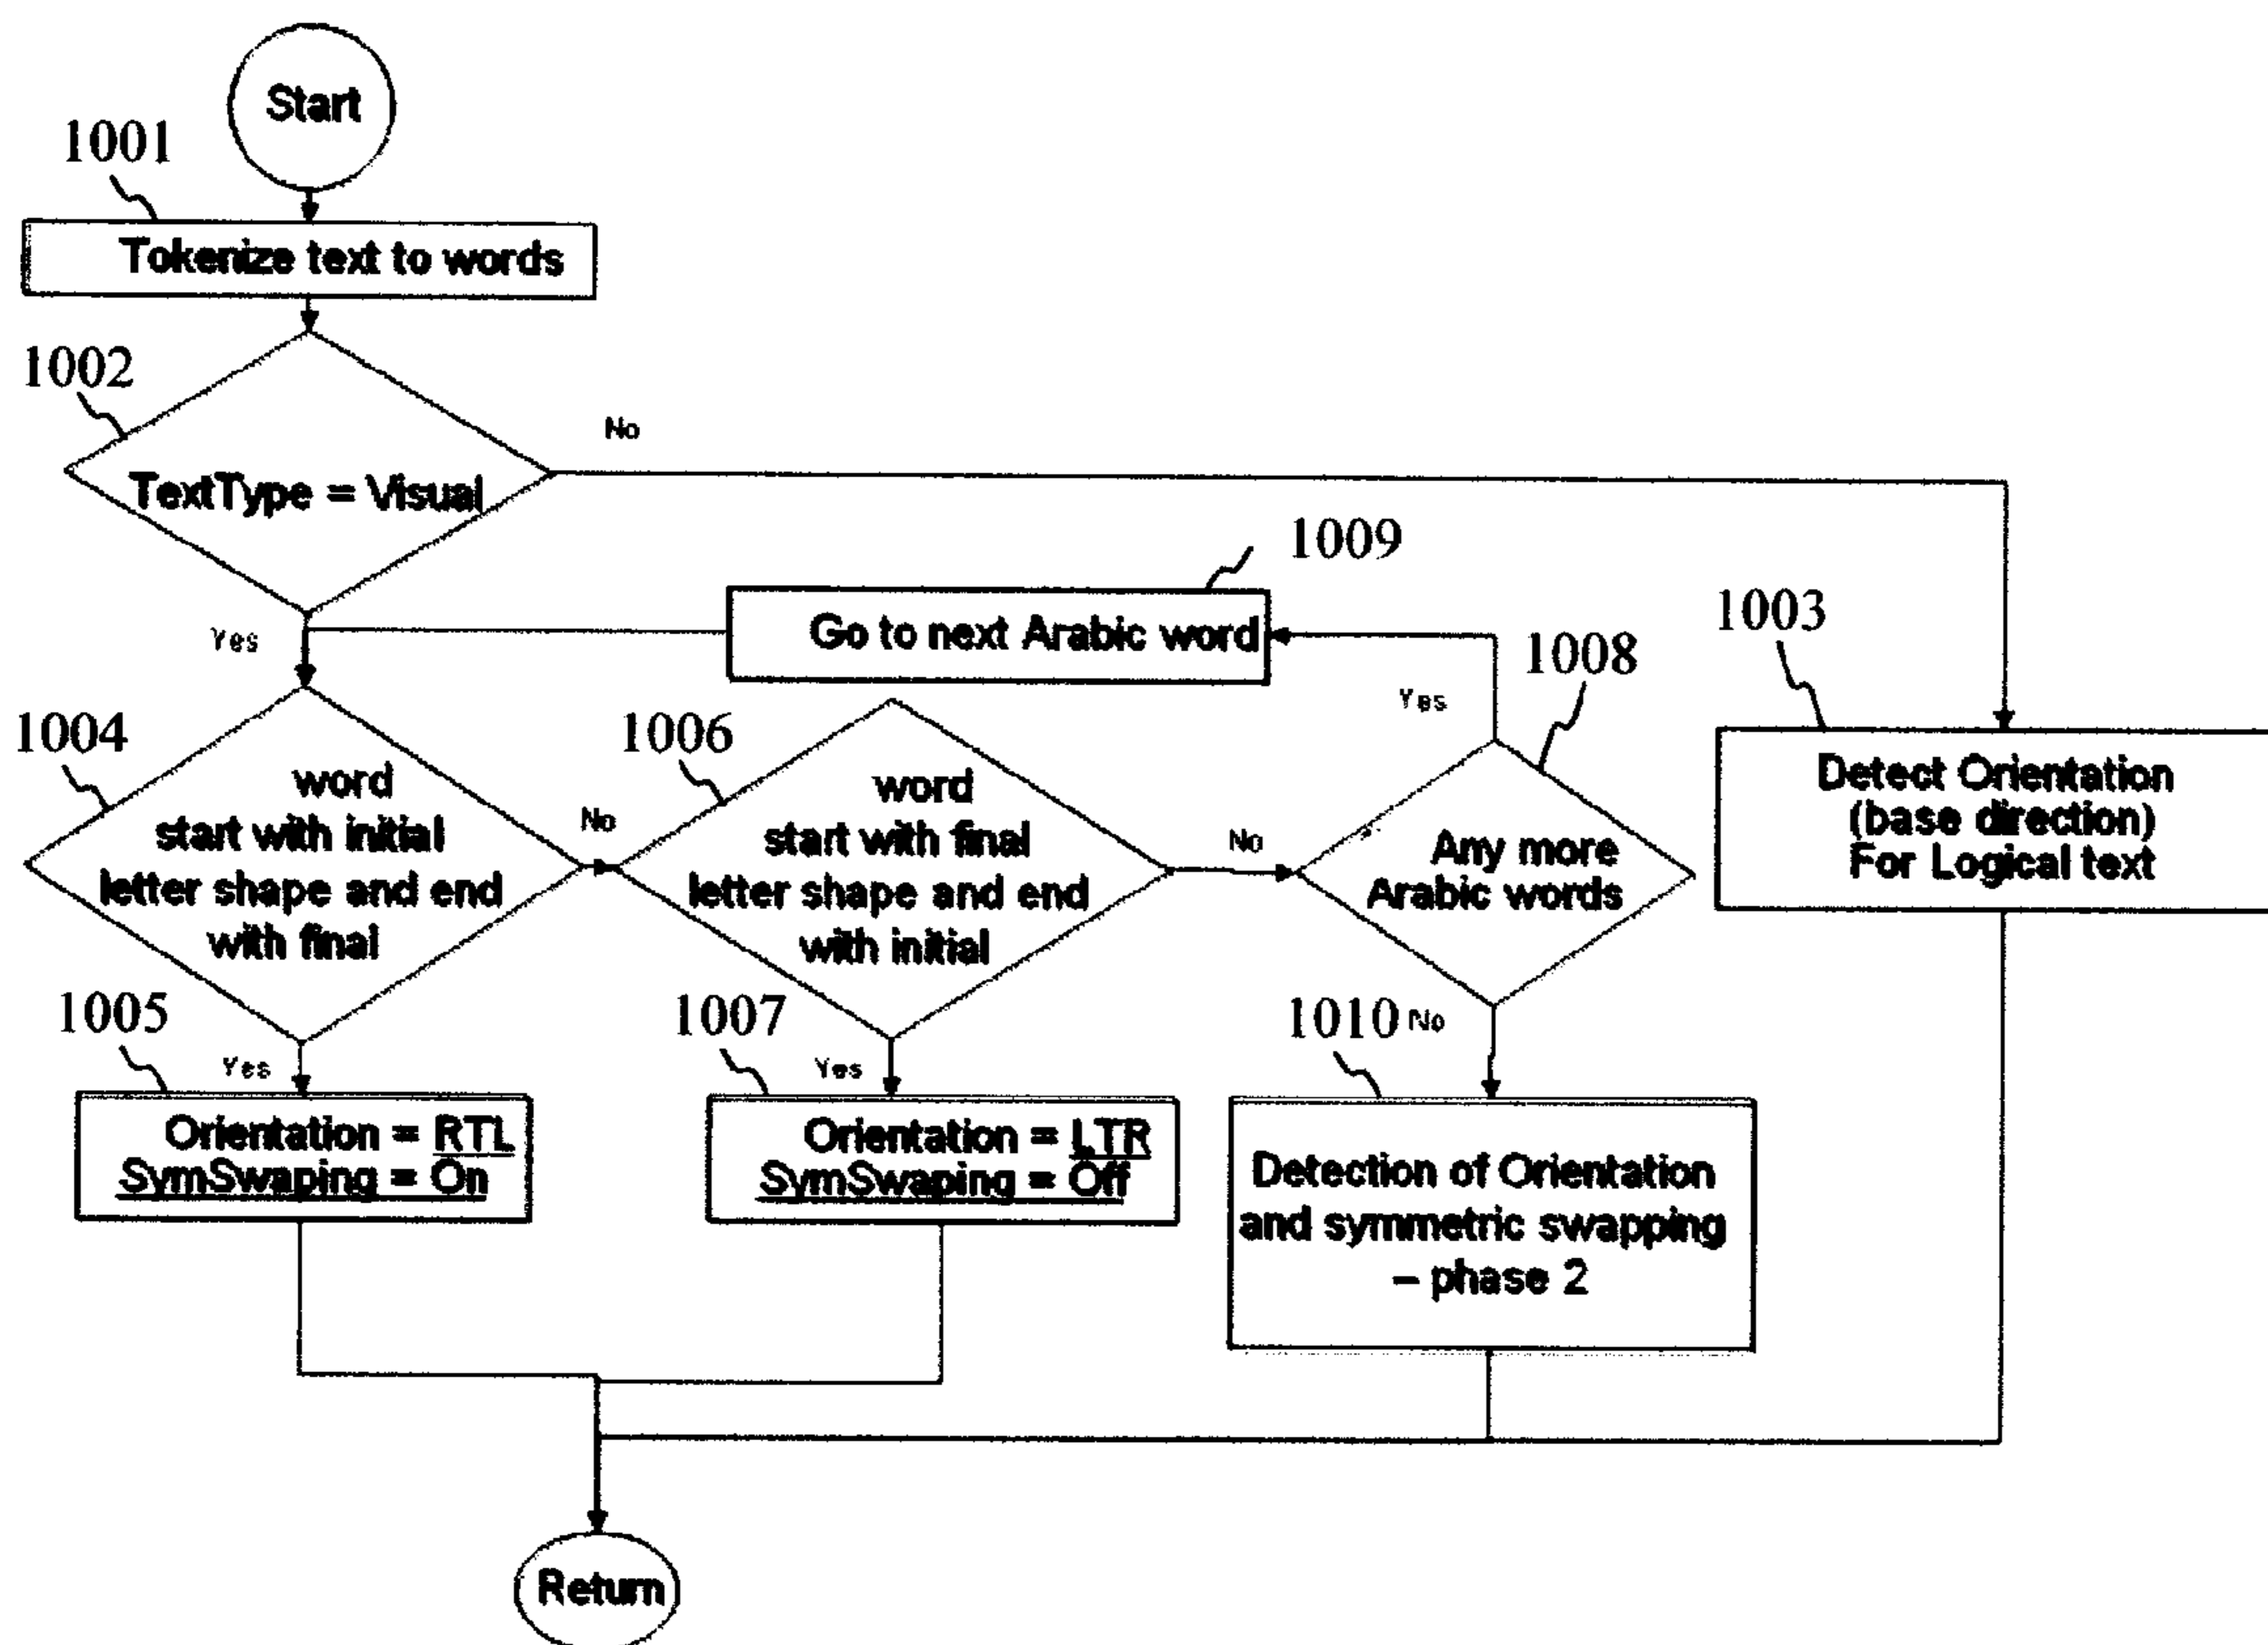 Start
1001
Tokenize text to words
1002
No
TextType = Visual
1009
Go to next Arabic word
Yes
1003
1008
Yes
1004
word
start with initial
letter shape and end
with final
No
1006
word
start with final
letter shape and end
with initial
No
Any more
Arabic words
Detect Orientation
(base direction)
For Logical text
1005
Yes
Orientation = RTL
SymSwaping = On
1007
Yes
Orientation = LTR
SymSwaping = Off
1010
No
Detection of Orientation
and symmetric swapping
– phase 2
Return